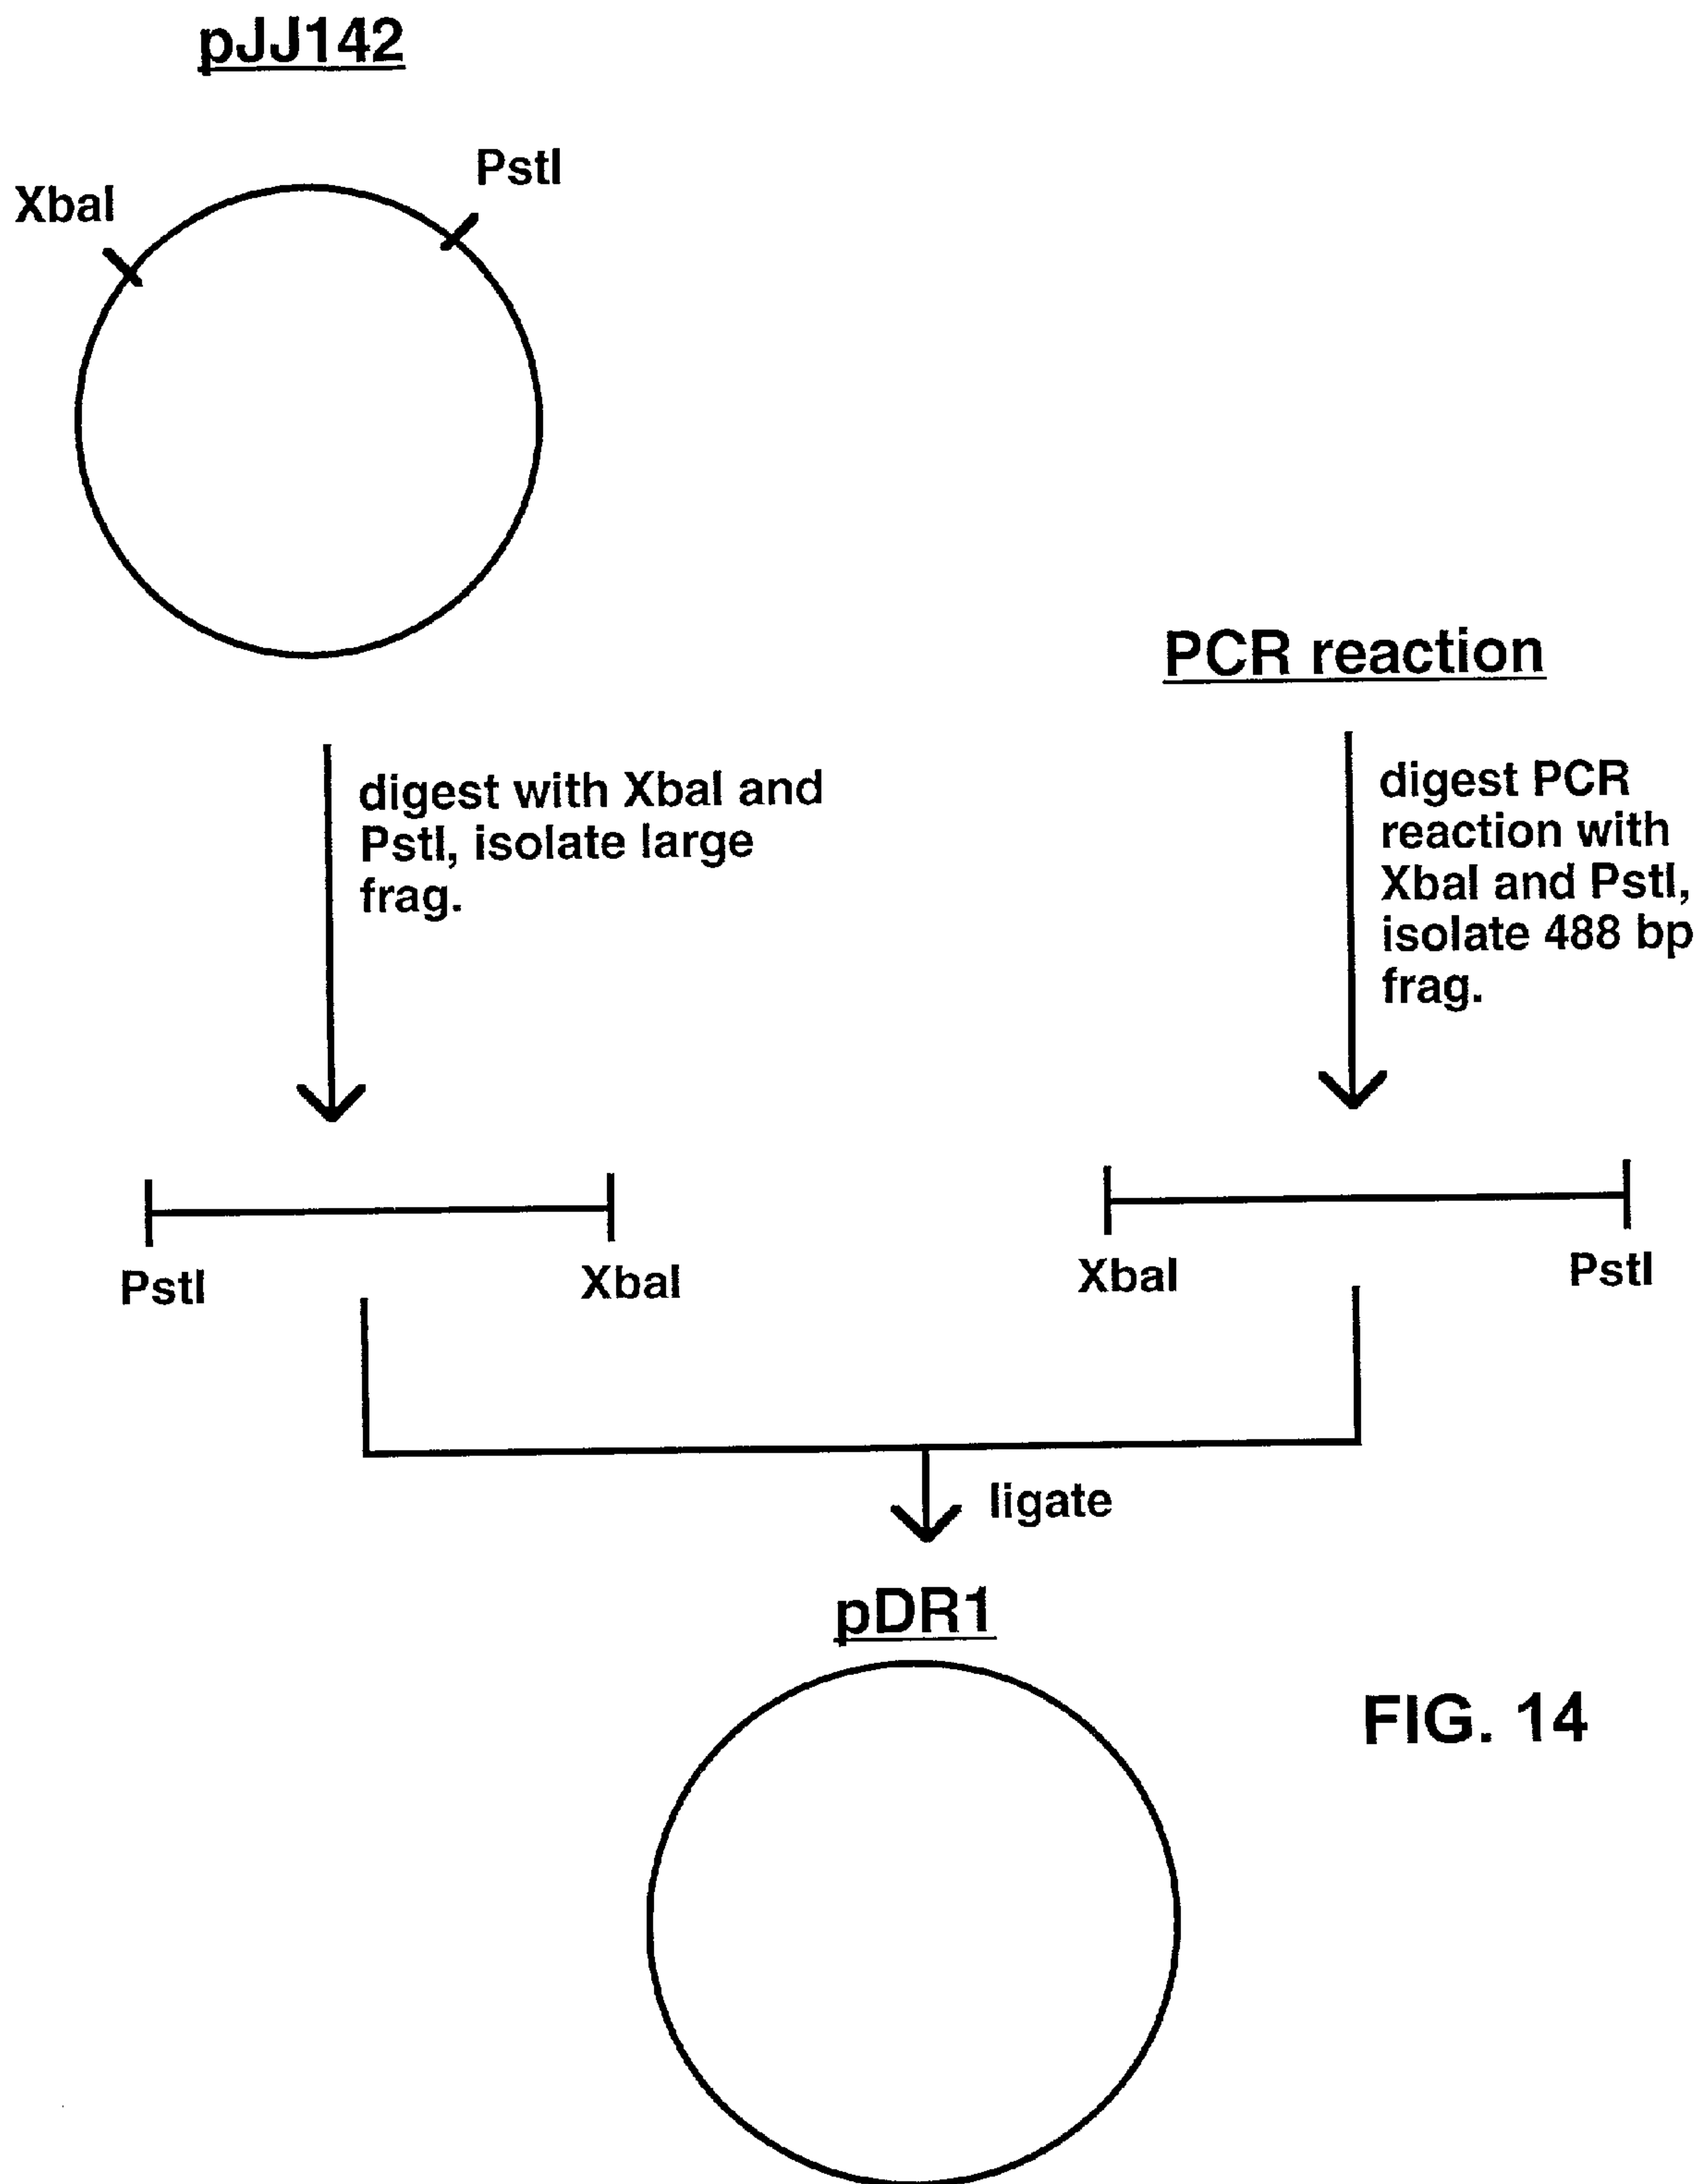 pJJ142
XbaI
PstI
PCR reaction
digest with XbaI and
PstI, isolate large
frag.
digest PCR
reaction with
XbaI and PstI,
isolate 488 bp
frag.
PstI
XbaI
XbaI
PstI
ligate
pDR1
FIG. 14